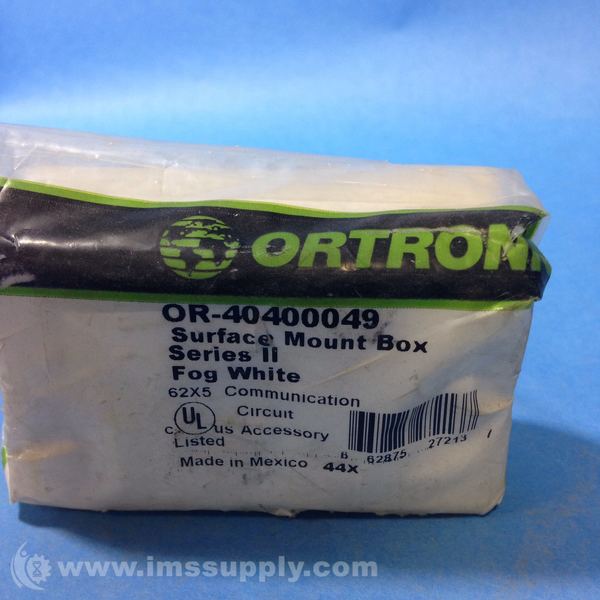 ORTRONI
OR-40400049
Surface Mount Box
Series II
Fog White
62X5 Communication
UL Circuit
c us Accessory
Listed
8 62875 27213 1
Made in Mexico 44X
www.imssupply.com